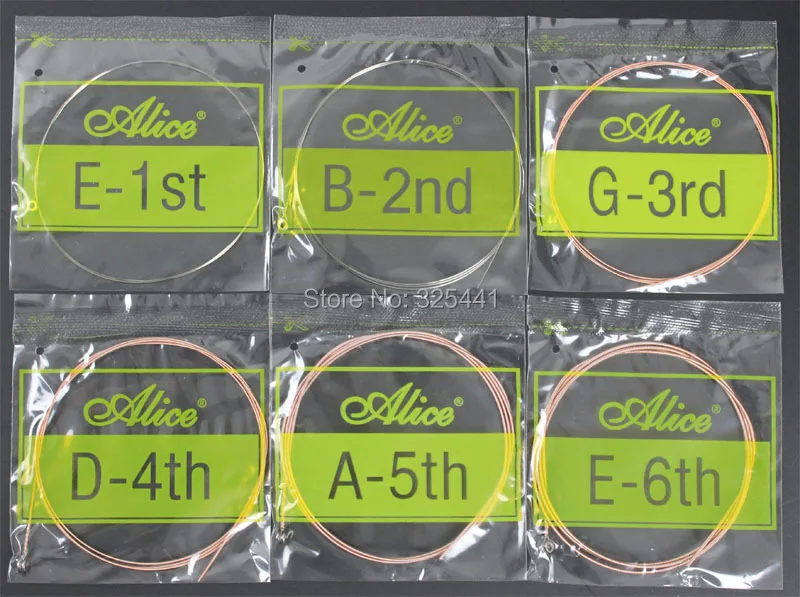 Alice®
E-1st
Alice®
B-2nd
Alice®
G-3rd
Store No: 325441
Alice®
D-4th
Alice®
A-5th
Alice®
E-6th